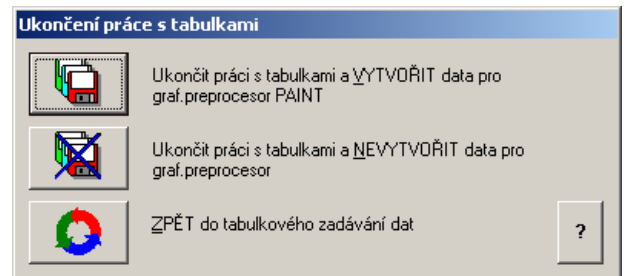 Ukončení práce s tabulkami
Ukončit práci s tabulkami a VYTVOŘIT data pro
graf.preprocesor PAINT
Ukončit práci s tabulkami a NEVYTVOŘIT data pro
graf.preprocesor
ZPĚT do tabulkového zadávání dat
?